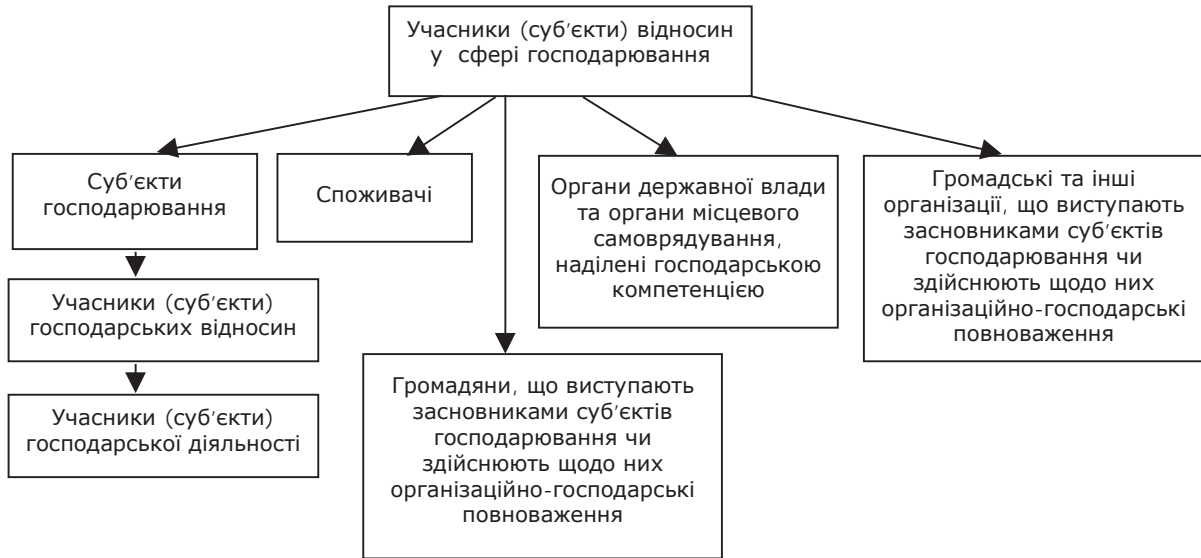 Учасники (суб’єкти) відносин
у сфері господарювання
Суб’єкти
господарювання
Споживачі
Органи державної влади
та органи місцевого
самоврядування,
наділені господарською
компетенцією
Громадські та інші
організації, що виступають
засновниками суб’єктів
господарювання чи
здійснюють щодо них
організаційно-господарські
повноваження
Учасники (суб’єкти)
господарських відносин
Учасники (суб’єкти)
господарської діяльності
Громадяни, що виступають
засновниками суб’єктів
господарювання чи
здійснюють щодо них
організаційно-господарські
повноваження